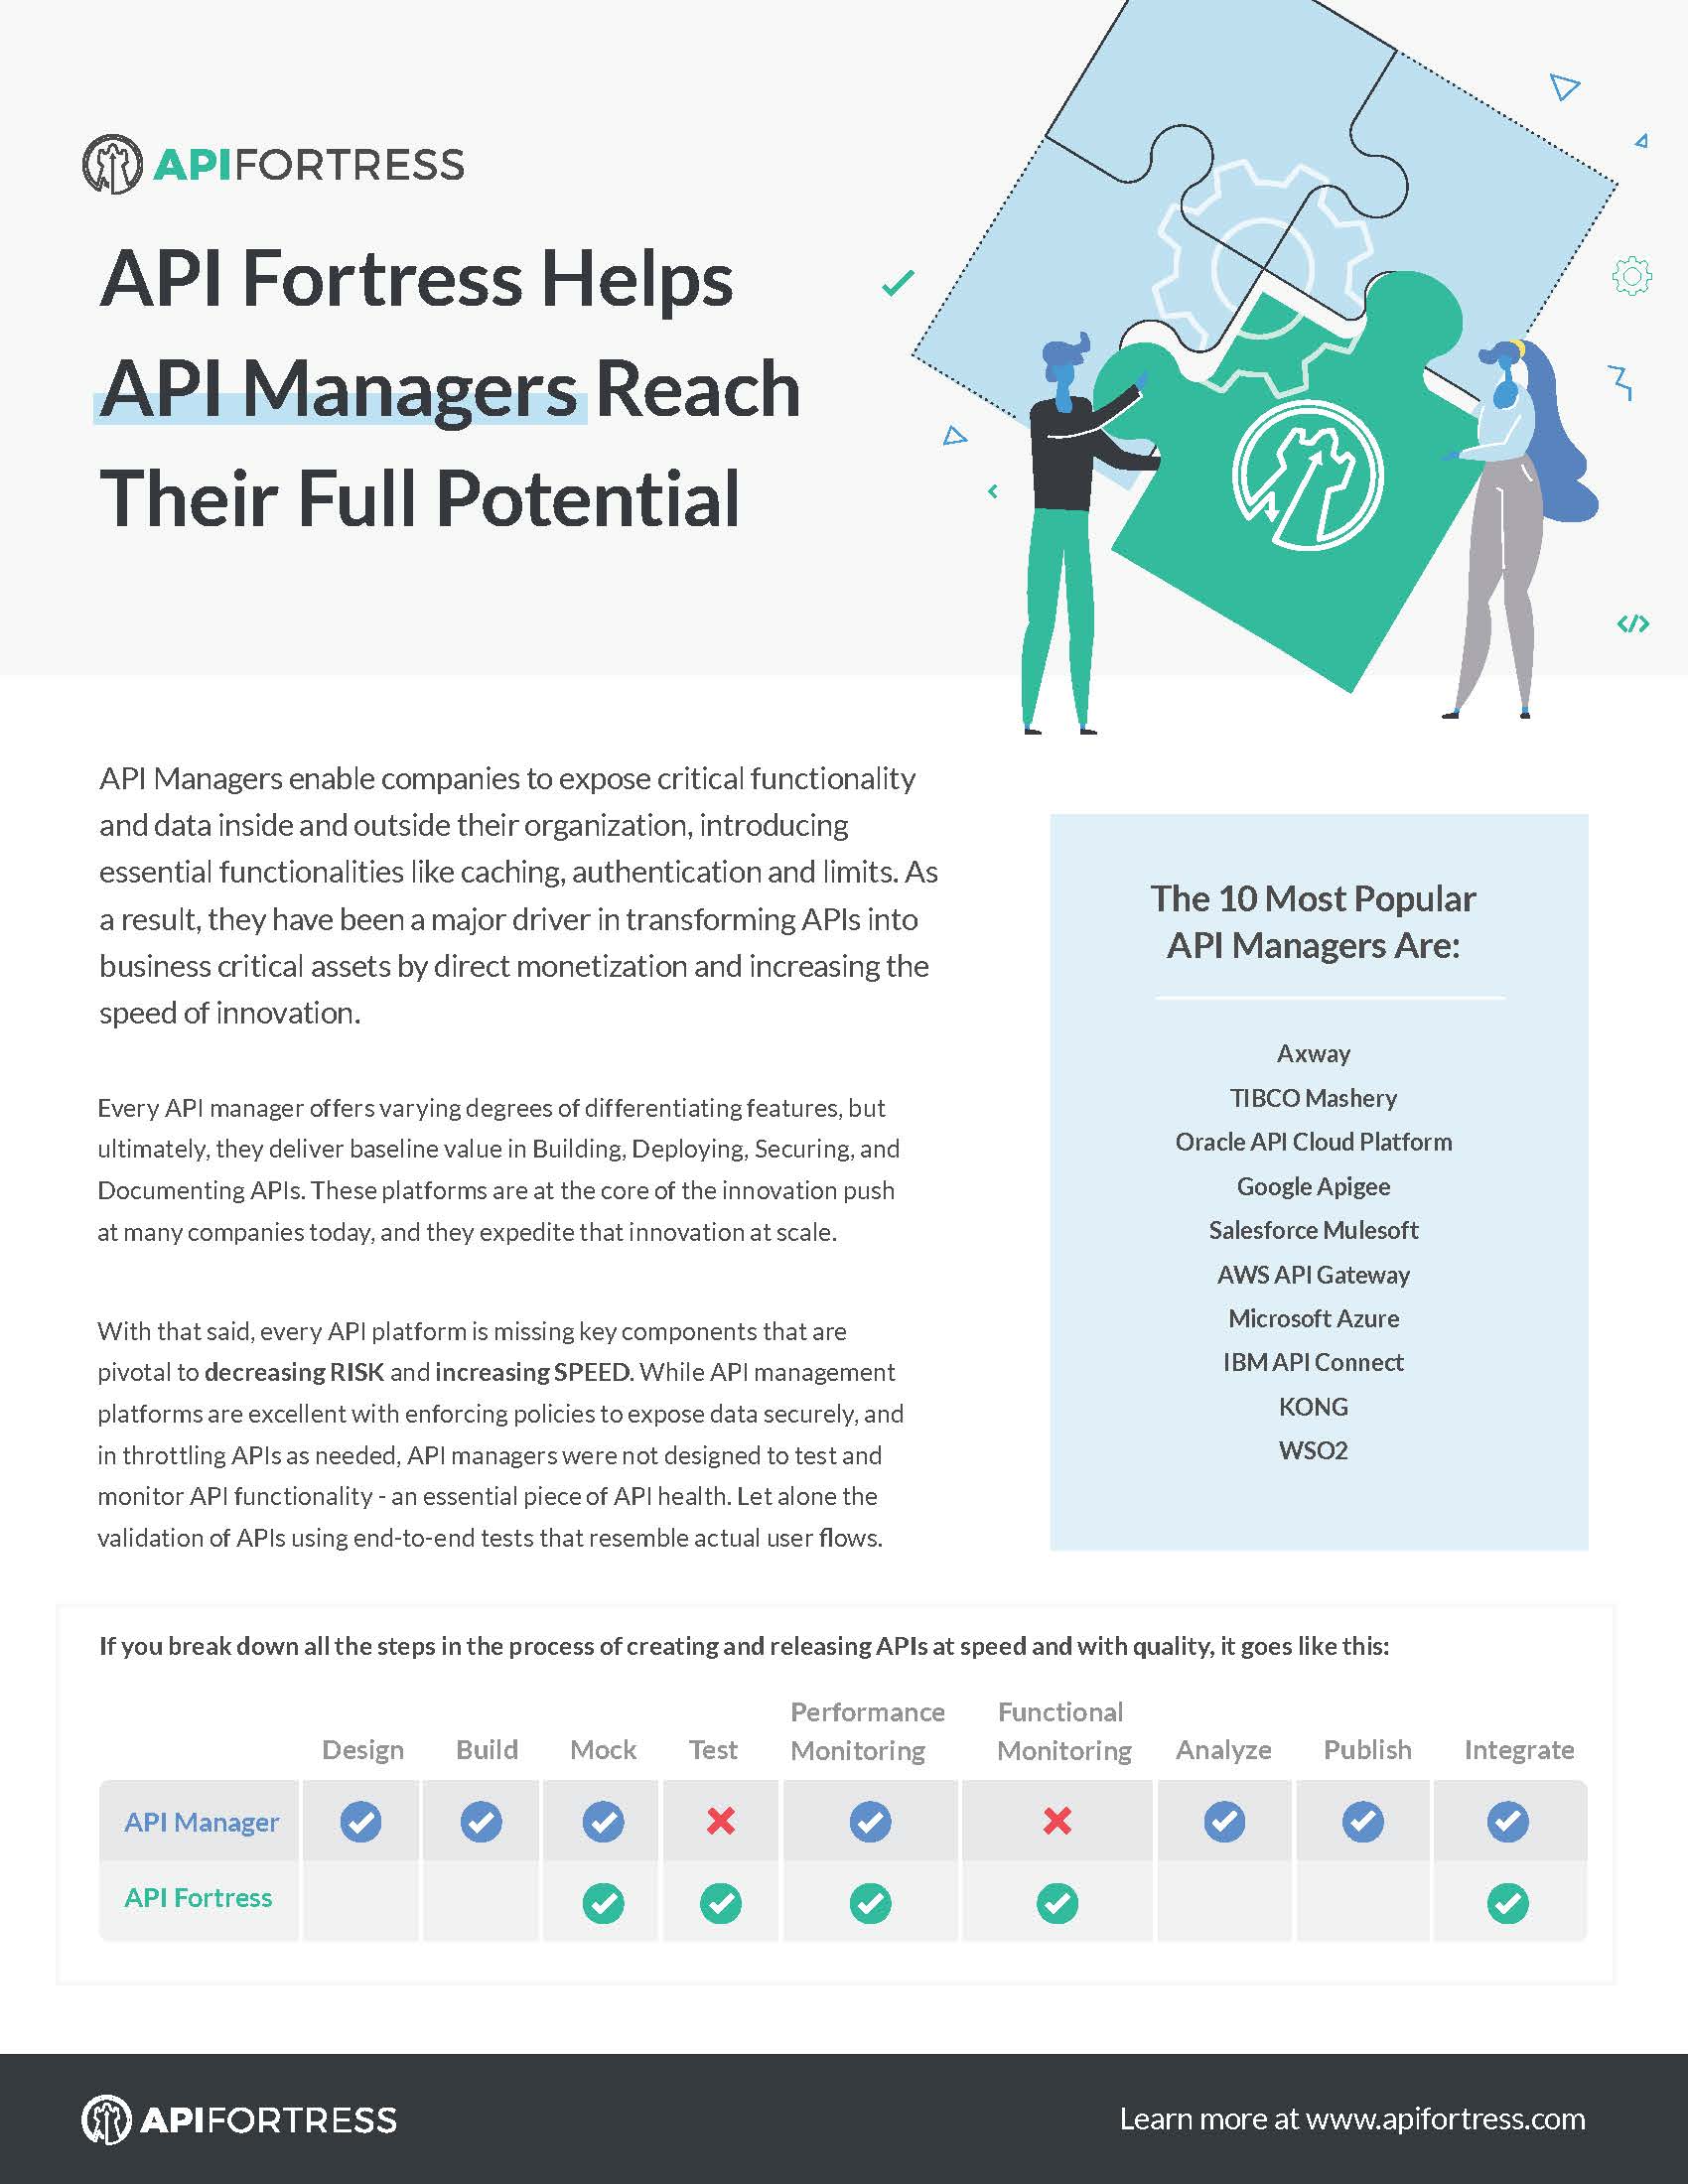 APIFORTRESS
API Fortress Helps
API Managers Reach
Their Full Potential
</>
API Managers enable companies to expose critical functionality
and data inside and outside their organization, introducing
essential functionalities like caching, authentication and limits. As
a result, they have been a major driver in transforming APIs into
business critical assets by direct monetization and increasing the
speed of innovation.
Every API manager offers varying degrees of differentiating features, but
ultimately, they deliver baseline value in Building, Deploying, Securing, and
Documenting APIs. These platforms are at the core of the innovation push
at many companies today, and they expedite that innovation at scale.
With that said, every API platform is missing key components that are
pivotal to decreasing RISK and increasing SPEED. While API management
platforms are excellent with enforcing policies to expose data securely, and
in throttling APIs as needed, API managers were not designed to test and
monitor API functionality - an essential piece of API health. Let alone the
validation of APIs using end-to-end tests that resemble actual user flows.
The 10 Most Popular
API Managers Are:
Axway
TIBCO Mashery
Oracle API Cloud Platform
Google Apigee
Salesforce Mulesoft
AWS API Gateway
Microsoft Azure
IBM API Connect
KONG
WSO2
If you break down all the steps in the process of creating and releasing APIs at speed and with quality, it goes like this:
Design Build Mock Test Performance Monitoring Functional Monitoring Analyze Publish Integrate
API Manager
API Fortress
APIFORTRESS
Learn more at www.apifortress.com